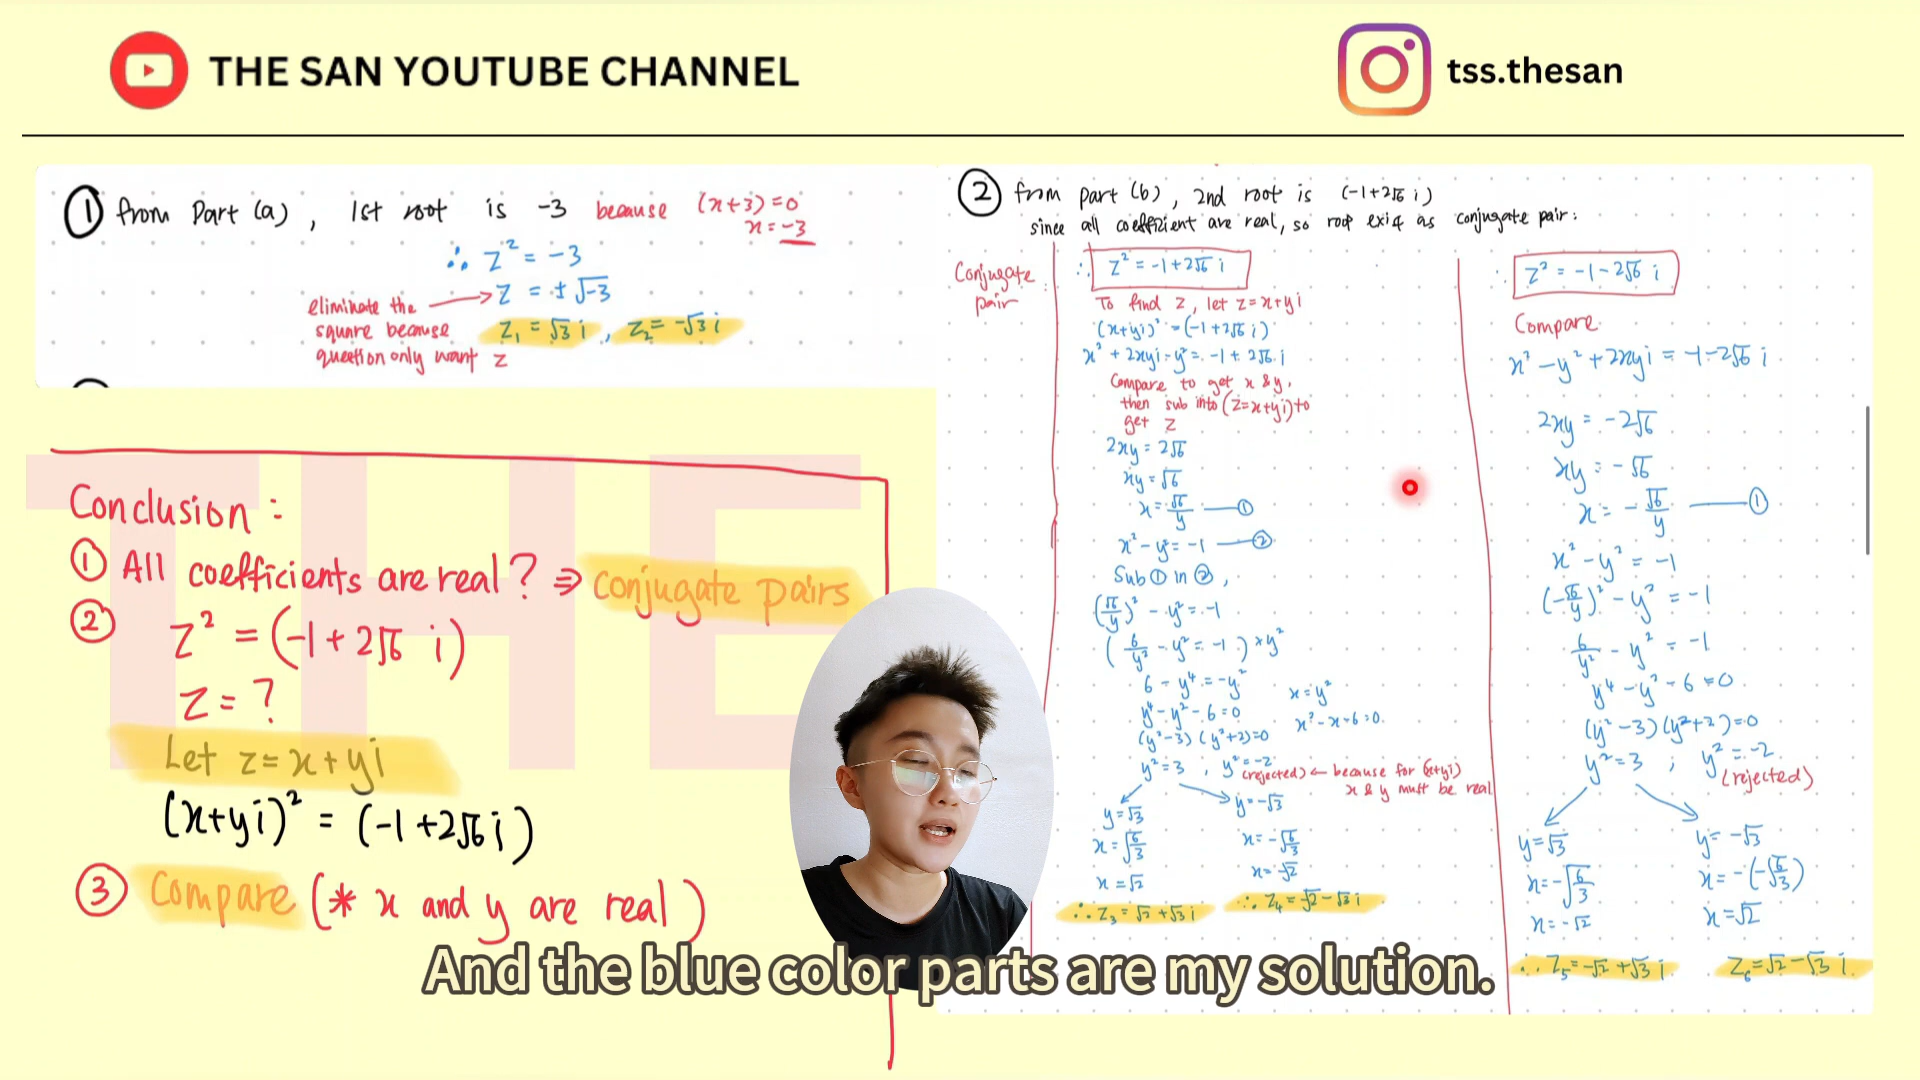 THE SAN YOUTUBE CHANNEL
tss.thesan
① from Part (a), 1st root is -3 because (x+3)=0
x=-3
∴ Z² = -3
Z = ±√-3
eliminate the
square because
question only want z
Z₁ = √3 i , Z₂ = -√3 i
Conclusion :
① All coefficients are real ? ⇒ conjugate pairs
② Z² = (-1 + 2√6 i)
Z = ?
Let z = x + yi
(x+yi)² = (-1 + 2√6 i)
③ Compare (* x and y are real)
② from part (b), 2nd root is (-1+2√6 i)
since all coefficient are real, so root exist as conjugate pair:
Conjugate
pair
∴ Z² = -1+2√6 i
To find z, let z=x+yi
(x+yi)² = (-1+2√6 i)
x² + 2xyi - y² = -1 + 2√6 i
Compare to get x & y,
then sub into (z=x+yi) to
get z
2xy = 2√6
xy = √6
x = √6/y ——①
x² - y² = -1 ——②
Sub ① in ②,
(√6/y)² - y² = -1
(6/y² - y² = -1) × y²
6 - y⁴ = -y²
y⁴ - y² - 6 = 0
(y²-3)(y²+2)=0
x = y²
x² - x - 6 = 0
y² = 3 , y² = -2
(rejected) ← because for (x+yi)
x & y must be real
y = √3
x = √6/3
x = √2
∴ Z₃ = √2 + √3 i
y = -√3
x = -√6/3
x = -√2
∴ Z₄ = -√2 - √3 i
∴ Z² = -1 - 2√6 i
Compare
x² - y² + 2xyi = -1 - 2√6 i
2xy = -2√6
xy = -√6
x = - √6/y ——①
x² - y² = -1
(-√6/y)² - y² = -1
6/y² - y² = -1
y⁴ - y² - 6 = 0
(y²-3)(y²+2)=0
y² = 3 ; y² = -2
(rejected)
y = √3
x = -√6/3
x = -√2
∴ Z₅ = -√2 + √3 i
y = -√3
x = -(-√6/3)
x = √2
Z₆ = √2 - √3 i
THE
And the blue color parts are my solution.